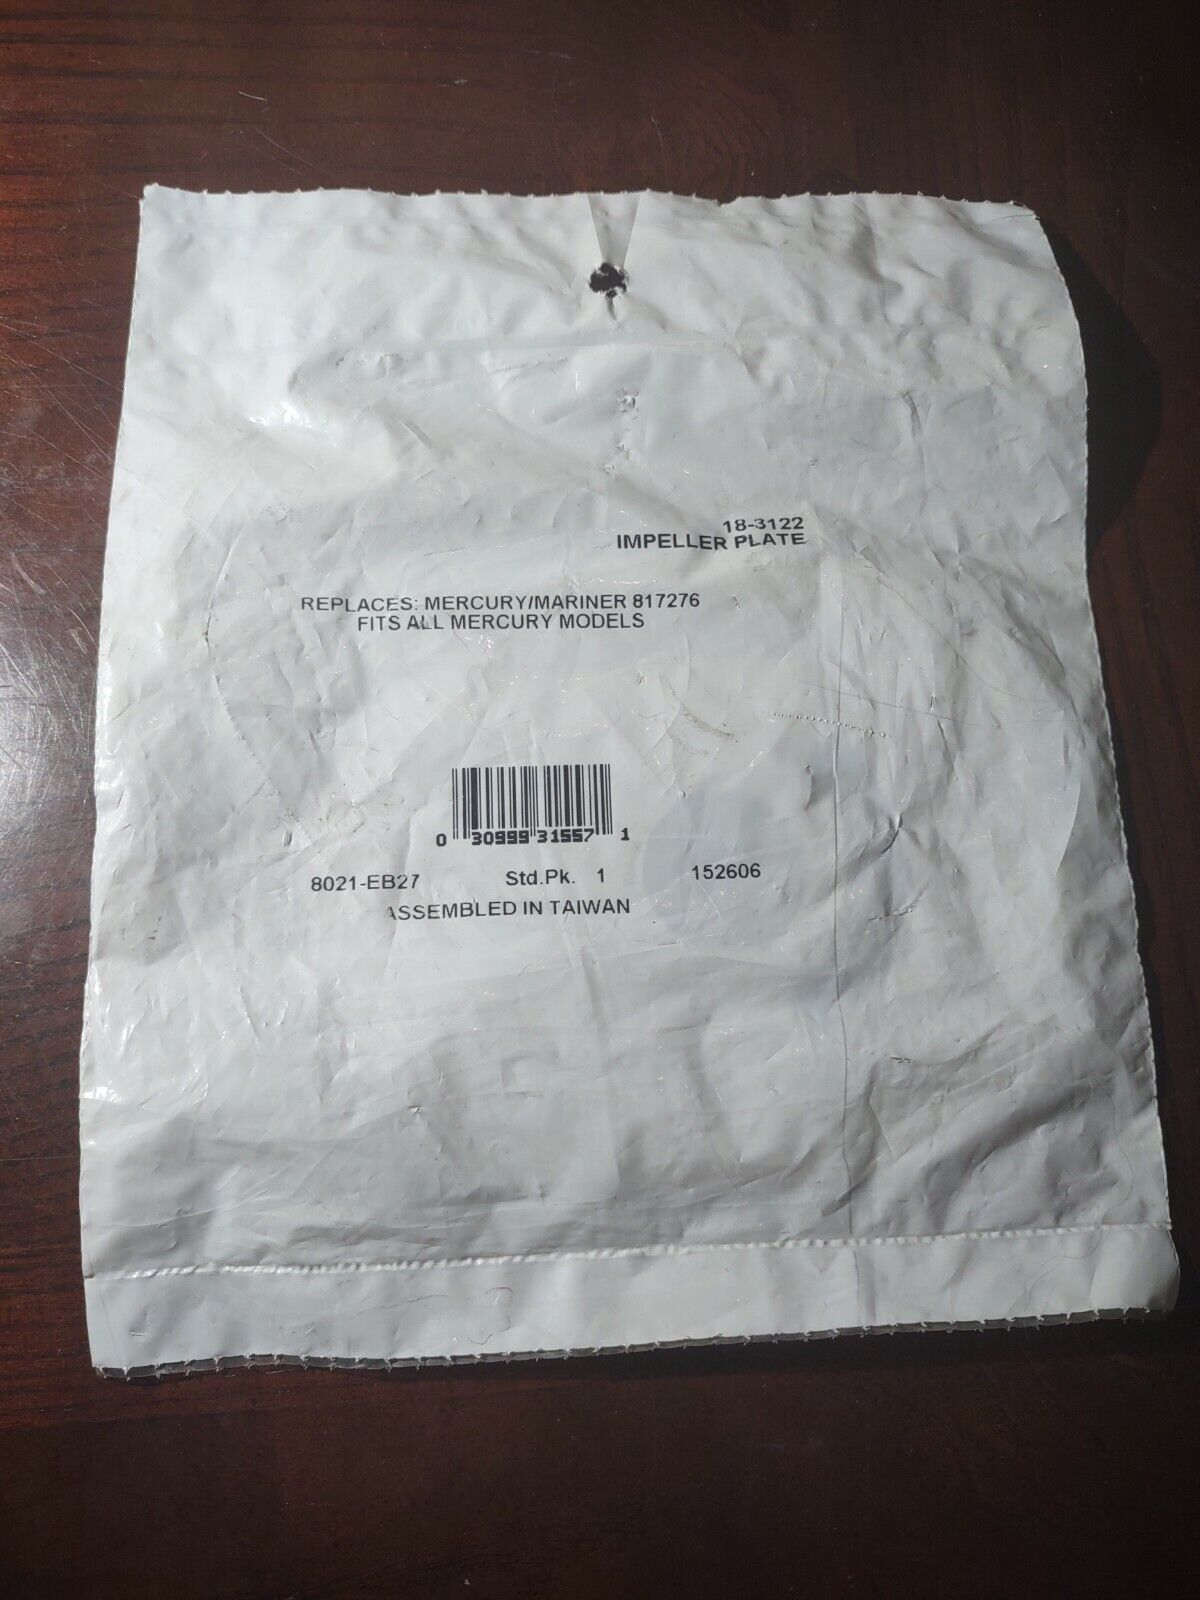 18-3122
IMPELLER PLATE
REPLACES: MERCURY/MARINER 817276
FITS ALL MERCURY MODELS
0 30999 31557 1
8021-EB27 Std.Pk. 1 152606
ASSEMBLED IN TAIWAN